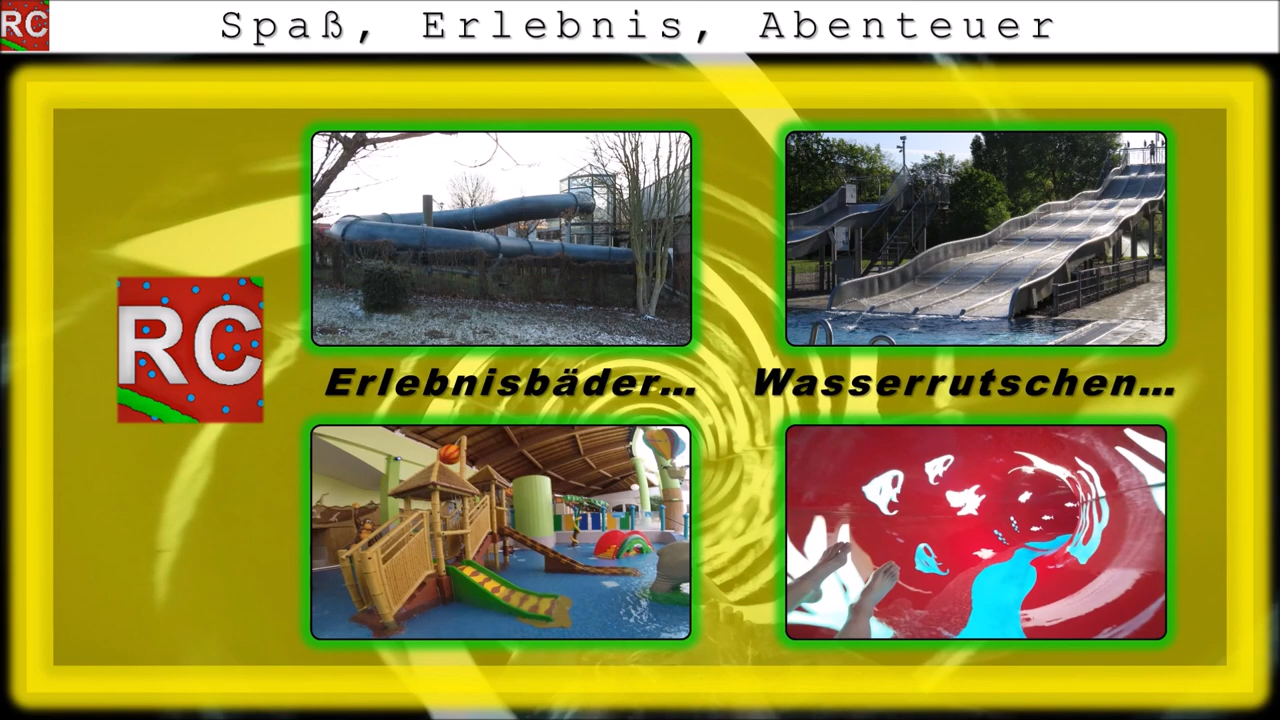 RC
Spaß, Erlebnis, Abenteuer
RC
Erlebnisbäder...
Wasserrutschen...